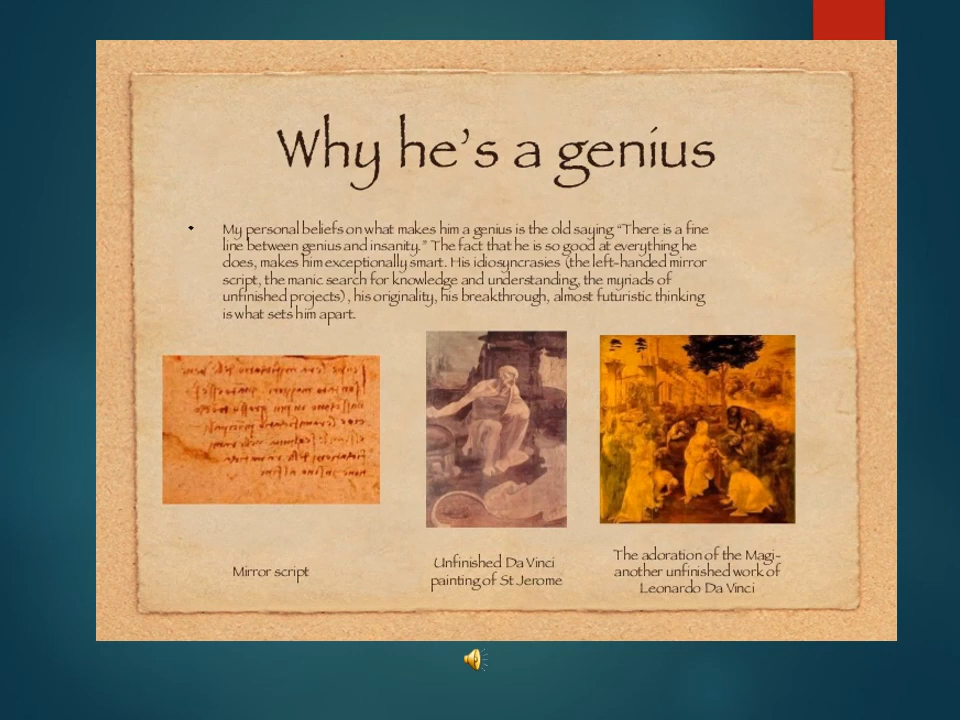 Why he's a genius
• My personal beliefs on what makes him a genius is the old saying “There is a fine
line between genius and insanity.” The fact that he is so good at everything he
does, makes him exceptionally smart. His idiosyncrasies (the left-handed mirror
script, the manic search for knowledge and understanding, the myriads of
unfinished projects) , his originality, his breakthrough, almost futuristic thinking
is what sets him apart.
Mirror script
Unfinished Da Vinci
painting of St Jerome
The adoration of the Magi-
another unfinished work of
Leonardo Da Vinci